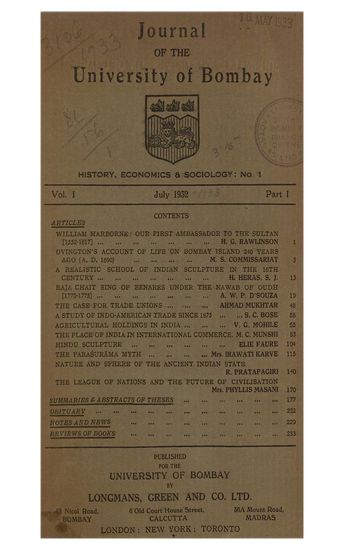 10 MAY 1933
1933
Journal
OF THE
University of Bombay
HISTORY, ECONOMICS & SOCIOLOGY: No 1
Vol. I July 1932 Part I
CONTENTS
ARTICLES
WILLIAM HARBORNE: OUR FIRST AMBASSADOR TO THE SULTAN
H. G. RAWLINSON 1
OVINGTON'S ACCOUNT OF LIFE ON BOMBAY ISLAND 240 YEARS
AGO (A. D. 1690) ... M. S. COMMISSARIAT 3
A REALISTIC SCHOOL OF INDIAN SCULPTURE IN THE 16TH
CENTURY ... H. HERAS, S. J. 13
RAJA CHAIT SING OF BENARES UNDER THE NAWAB OF OUDH
[1770-1775] ... A. W. P. D'SOUZA 19
THE CASE FOR TRADE UNIONS ... AHMAD MUKHTAR 48
A STUDY OF INDO-AMERICAN TRADE SINCE 1875 ... S. C. BOSE
AGRICULTURAL HOLDINGS IN INDIA ... V. G. MOHILE
THE PLACE OF INDIA IN INTERNATIONAL COMMERCE. M. C. MUNSHI
HINDU SCULPTURE ... ELIE FAURE 104
THE PARAŚURĀMA MYTH ... Mrs. IRAWATI KARVE 115
NATURE AND SPHERE OF THE ANCIENT INDIAN STATE
R. PRATAPAGIRI 140
THE LEAGUE OF NATIONS AND THE FUTURE OF CIVILISATION
Mrs. PHYLLIS MASANI 170
SUMMARIES & ABSTRACTS OF THESES ... 177
OBITUARY ... 222
NOTES AND NEWS ... 229
REVIEWS OF BOOKS ... 233
PUBLISHED
FOR THE
UNIVERSITY OF BOMBAY
BY
LONGMANS, GREEN AND CO. LTD.
Nicol Road, 6 Old Court House Street, 36A Mount Road,
BOMBAY CALCUTTA MADRAS
LONDON: NEW YORK: TORONTO